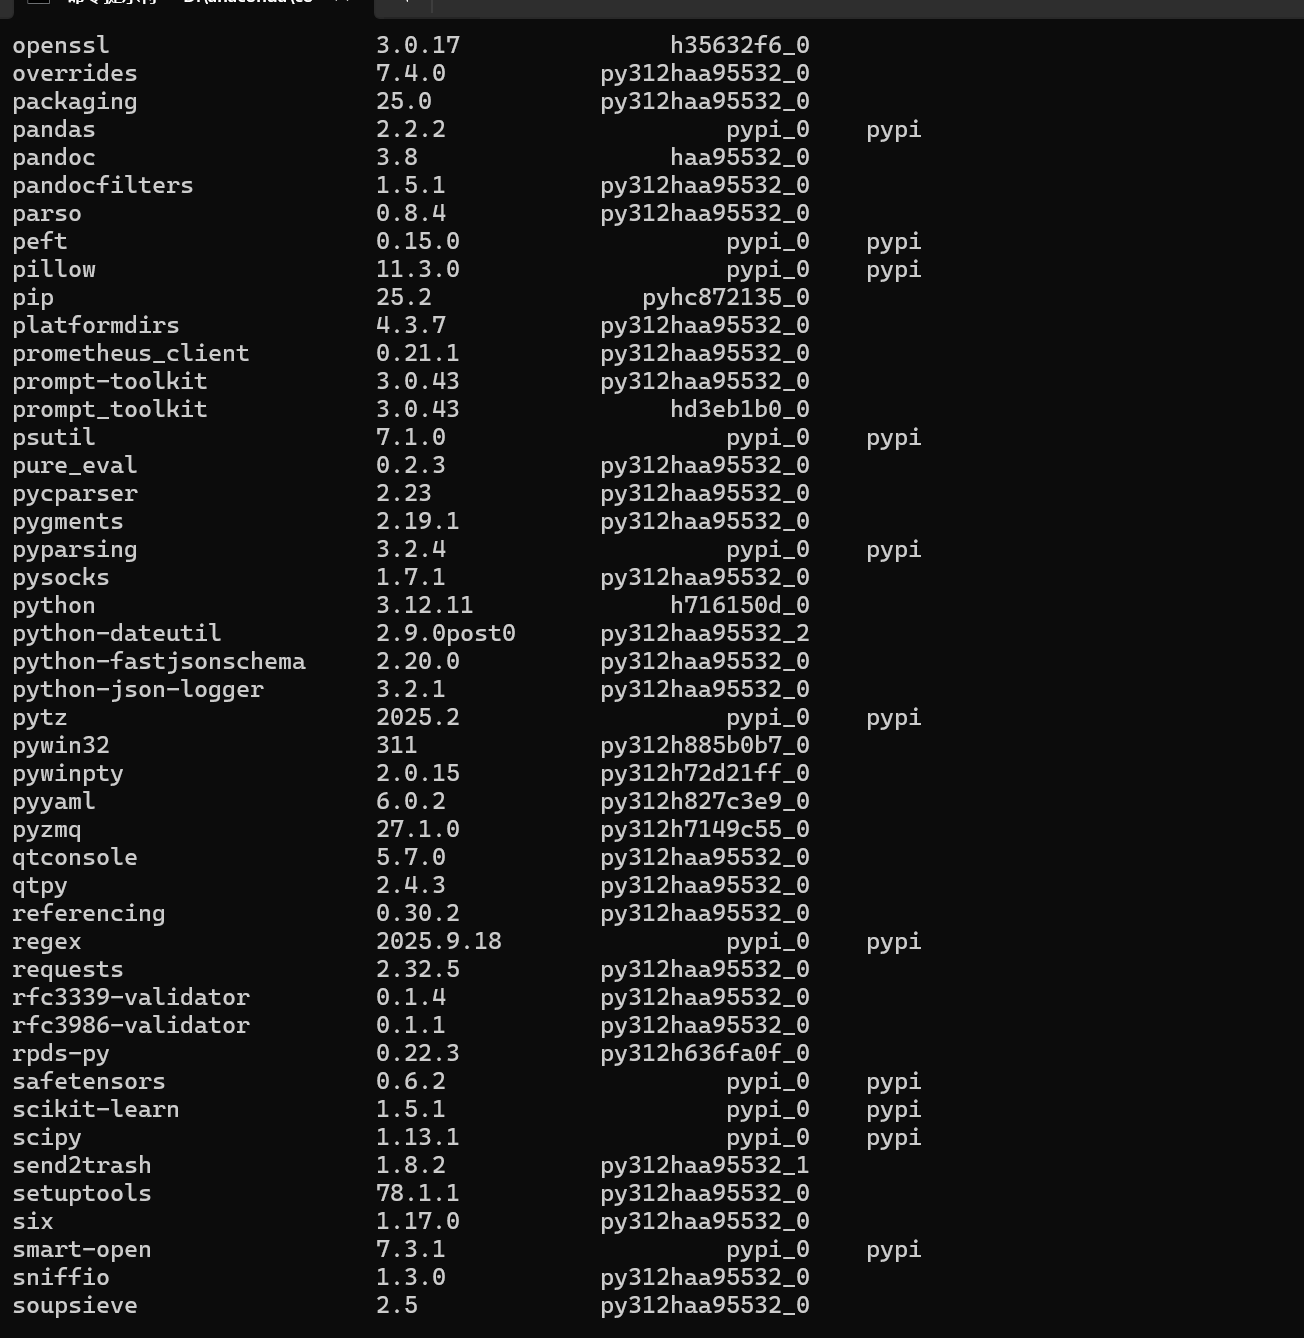 openssl 3.0.17 h35632f6_0
overrides 7.4.0 py312haa95532_0
packaging 25.0 py312haa95532_0
pandas 2.2.2 pypi_0 pypi
pandoc 3.8 haa95532_0
pandocfilters 1.5.1 py312haa95532_0
parso 0.8.4 py312haa95532_0
peft 0.15.0 pypi_0 pypi
pillow 11.3.0 pypi_0 pypi
pip 25.2 pyhc872135_0
platformdirs 4.3.7 py312haa95532_0
prometheus_client 0.21.1 py312haa95532_0
prompt-toolkit 3.0.43 py312haa95532_0
prompt_toolkit 3.0.43 hd3eb1b0_0
psutil 7.1.0 pypi_0 pypi
pure_eval 0.2.3 py312haa95532_0
pycparser 2.23 py312haa95532_0
pygments 2.19.1 py312haa95532_0
pyparsing 3.2.4 pypi_0 pypi
pysocks 1.7.1 py312haa95532_0
python 3.12.11 h716150d_0
python-dateutil 2.9.0post0 py312haa95532_2
python-fastjsonschema 2.20.0 py312haa95532_0
python-json-logger 3.2.1 py312haa95532_0
pytz 2025.2 pypi_0 pypi
pywin32 311 py312h885b0b7_0
pywinpty 2.0.15 py312h72d21ff_0
pyyaml 6.0.2 py312h827c3e9_0
pyzmq 27.1.0 py312h7149c55_0
qtconsole 5.7.0 py312haa95532_0
qtpy 2.4.3 py312haa95532_0
referencing 0.30.2 py312haa95532_0
regex 2025.9.18 pypi_0 pypi
requests 2.32.5 py312haa95532_0
rfc3339-validator 0.1.4 py312haa95532_0
rfc3986-validator 0.1.1 py312haa95532_0
rpds-py 0.22.3 py312h636fa0f_0
safetensors 0.6.2 pypi_0 pypi
scikit-learn 1.5.1 pypi_0 pypi
scipy 1.13.1 pypi_0 pypi
send2trash 1.8.2 py312haa95532_1
setuptools 78.1.1 py312haa95532_0
six 1.17.0 py312haa95532_0
smart-open 7.3.1 pypi_0 pypi
sniffio 1.3.0 py312haa95532_0
soupsieve 2.5 py312haa95532_0